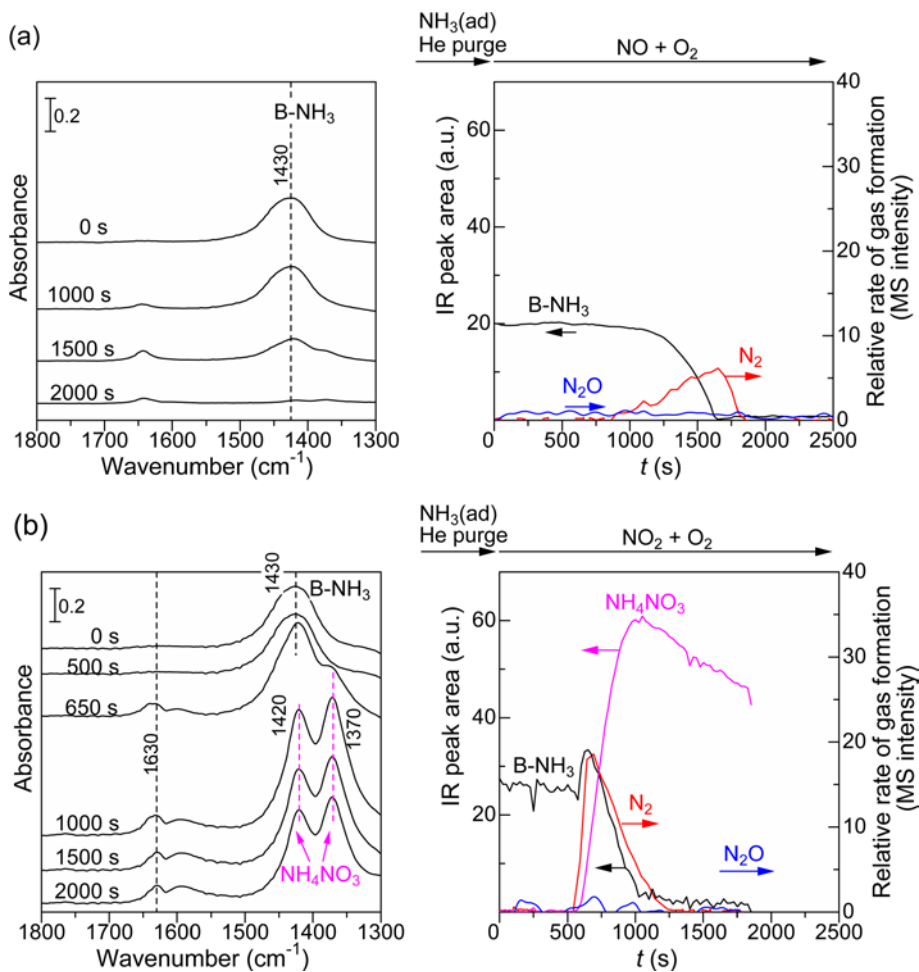 (a)
NH₃(ad)
He purge
NO + O₂
0.2
B-NH₃
1430
0 s
1000 s
1500 s
2000 s
Absorbance
1800 1700 1600 1500 1400 1300
Wavenumber (cm⁻¹)
IR peak area (a.u.)
60
40
20
0
B-NH₃
N₂O
N₂
40
30
20
10
0
Relative rate of gas formation
(MS intensity)
0 500 1000 1500 2000 2500
t (s)
(b)
NH₃(ad)
He purge
NO₂ + O₂
0.2
1430
B-NH₃
0 s
500 s
650 s
1630
1420
1370
1000 s
1500 s
2000 s
NH₄NO₃
Absorbance
1800 1700 1600 1500 1400 1300
Wavenumber (cm⁻¹)
IR peak area (a.u.)
60
40
20
0
NH₄NO₃
B-NH₃
N₂
N₂O
40
30
20
10
0
Relative rate of gas formation
(MS intensity)
0 500 1000 1500 2000 2500
t (s)